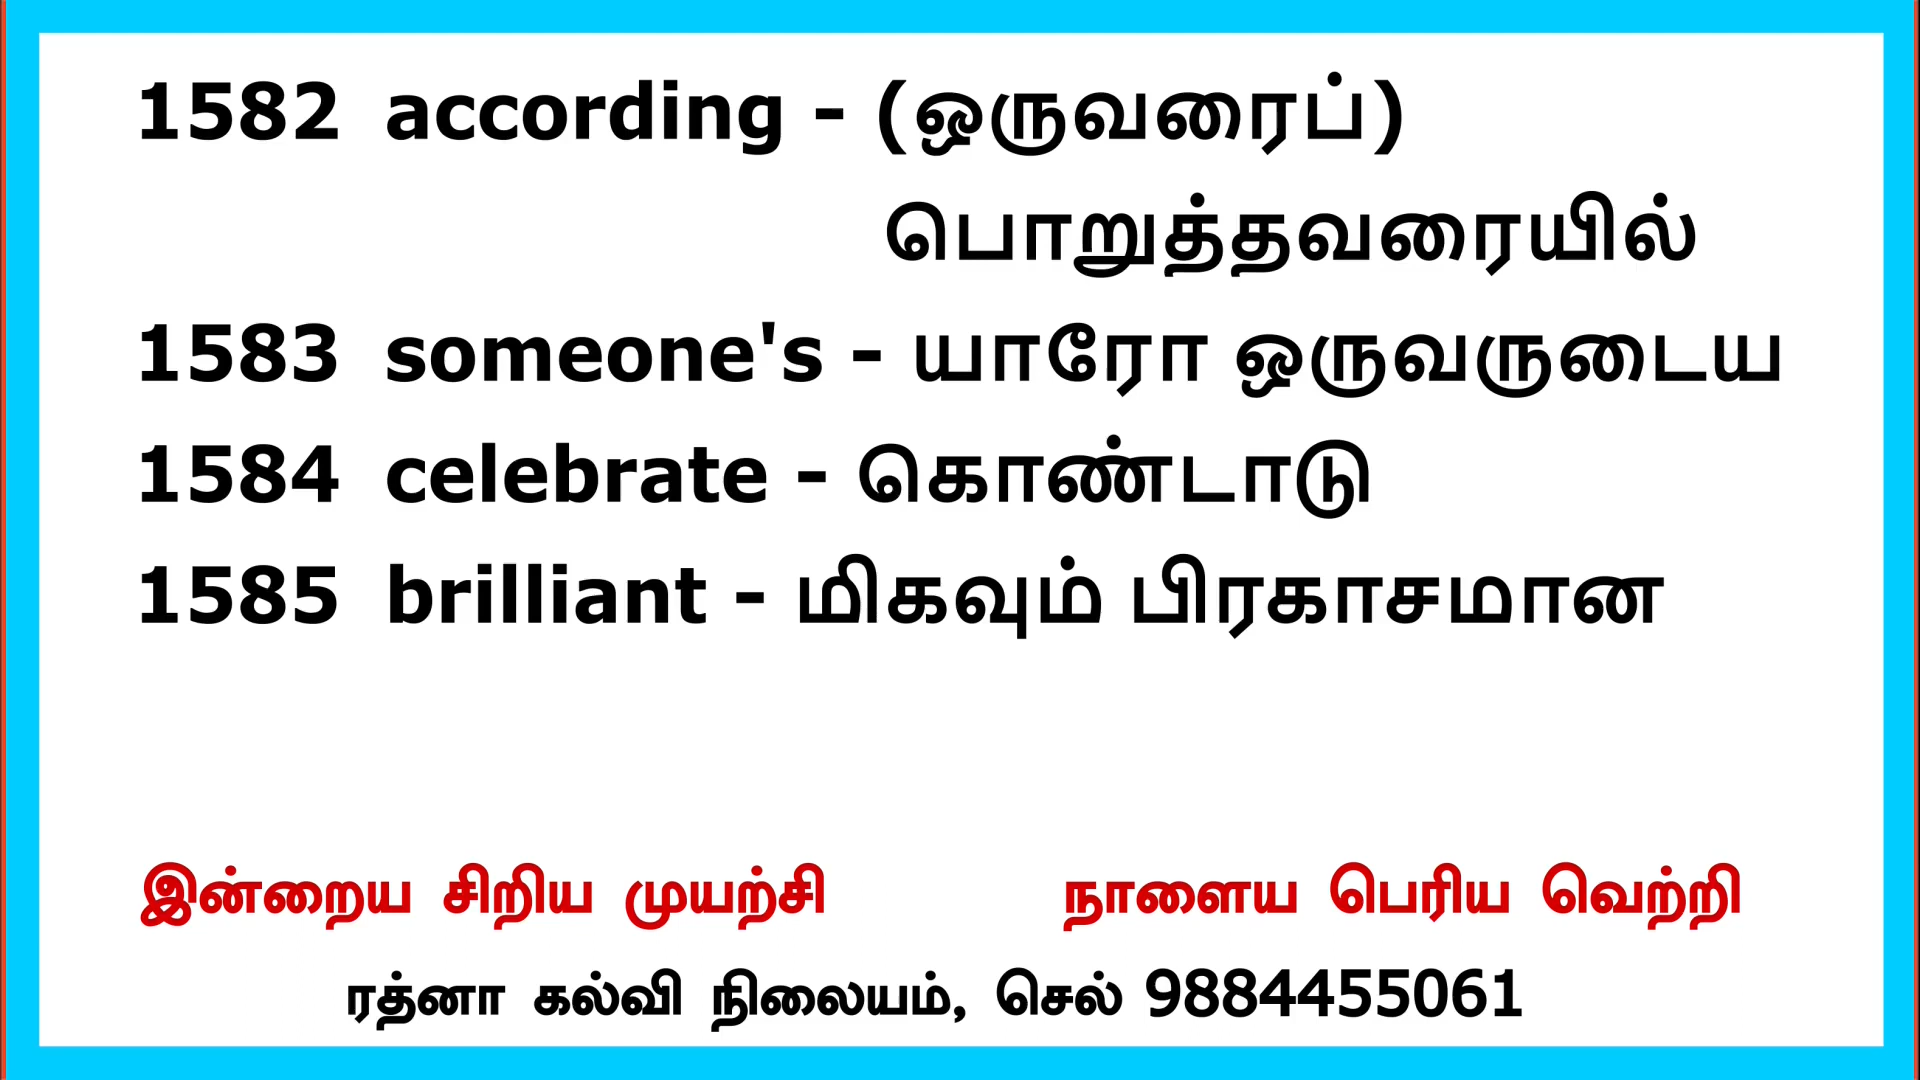 1582 according - (ஒருவரைப்)
பொறுத்தவரையில்
1583 someone's - யாரோ ஒருவருடைய
1584 celebrate - கொண்டாடு
1585 brilliant - மிகவும் பிரகாசமான
இன்றைய சிறிய முயற்சி நாளைய பெரிய வெற்றி
ரத்னா கல்வி நிலையம், செல் 9884455061